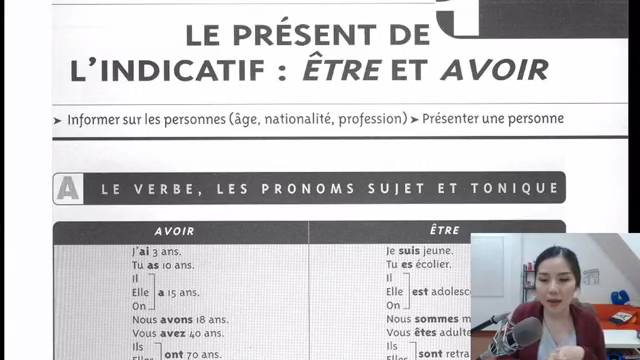 LE PRÉSENT DE
L'INDICATIF : ÊTRE ET AVOIR
➤ Informer sur les personnes (âge, nationalité, profession) ➤ Présenter une personne
A LE VERBE, LES PRONOMS SUJET ET TONIQUE
AVOIR
J'ai 3 ans.
Tu as 10 ans.
Il
Elle a 15 ans.
On
Nous avons 18 ans.
Vous avez 40 ans.
Ils
ont 70 ans.
ÊTRE
Je suis jeune.
Tu es écolier.
Il
Elle est
On
Nous sommes
Vous êtes
Ils
sont